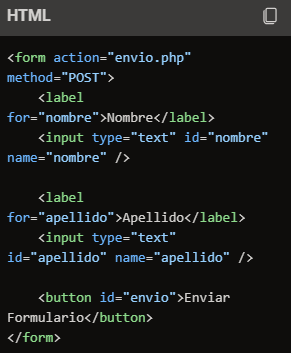 HTML
<form action="envio.php"
method="POST">
    <label
for="nombre">Nombre</label>
    <input type="text" id="nombre"
name="nombre" />

    <label
for="apellido">Apellido</label>
    <input type="text"
id="apellido" name="apellido" />

    <button id="envio">Enviar
Formulario</button>
</form>